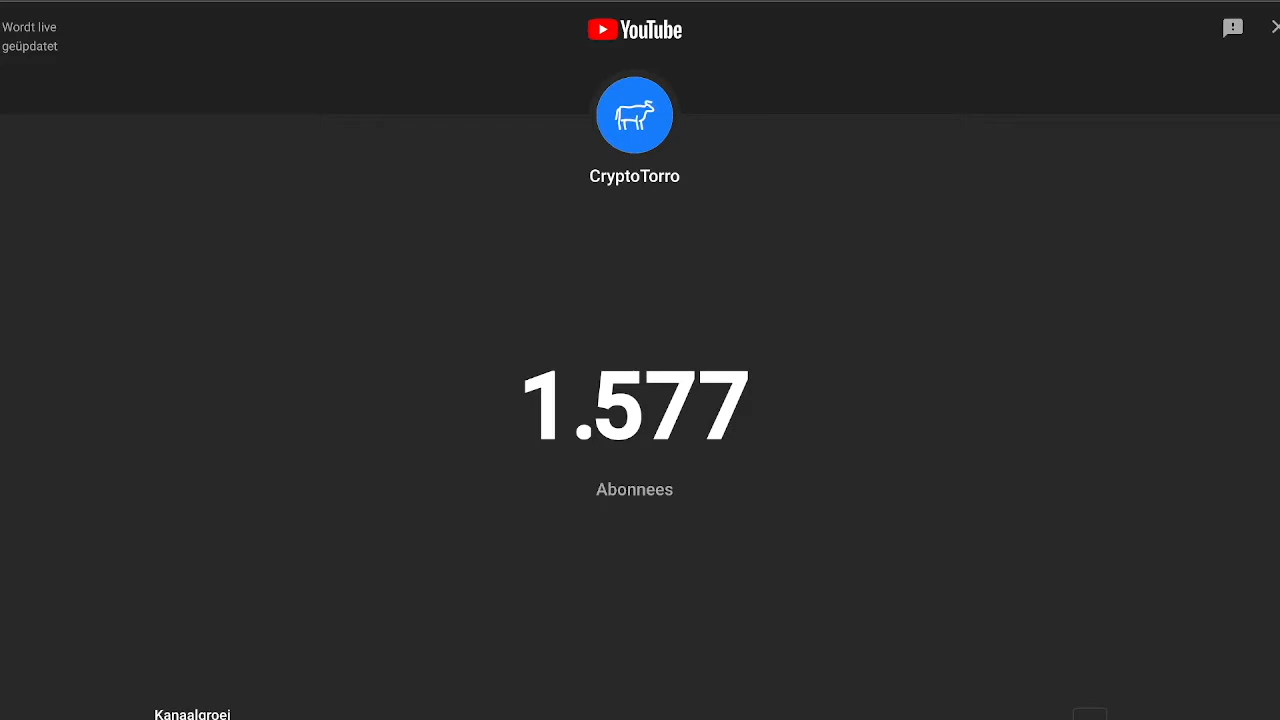 Wordt live
geüpdatet
YouTube
CryptoTorro
1.577
Abonnees
Kanaalgroei